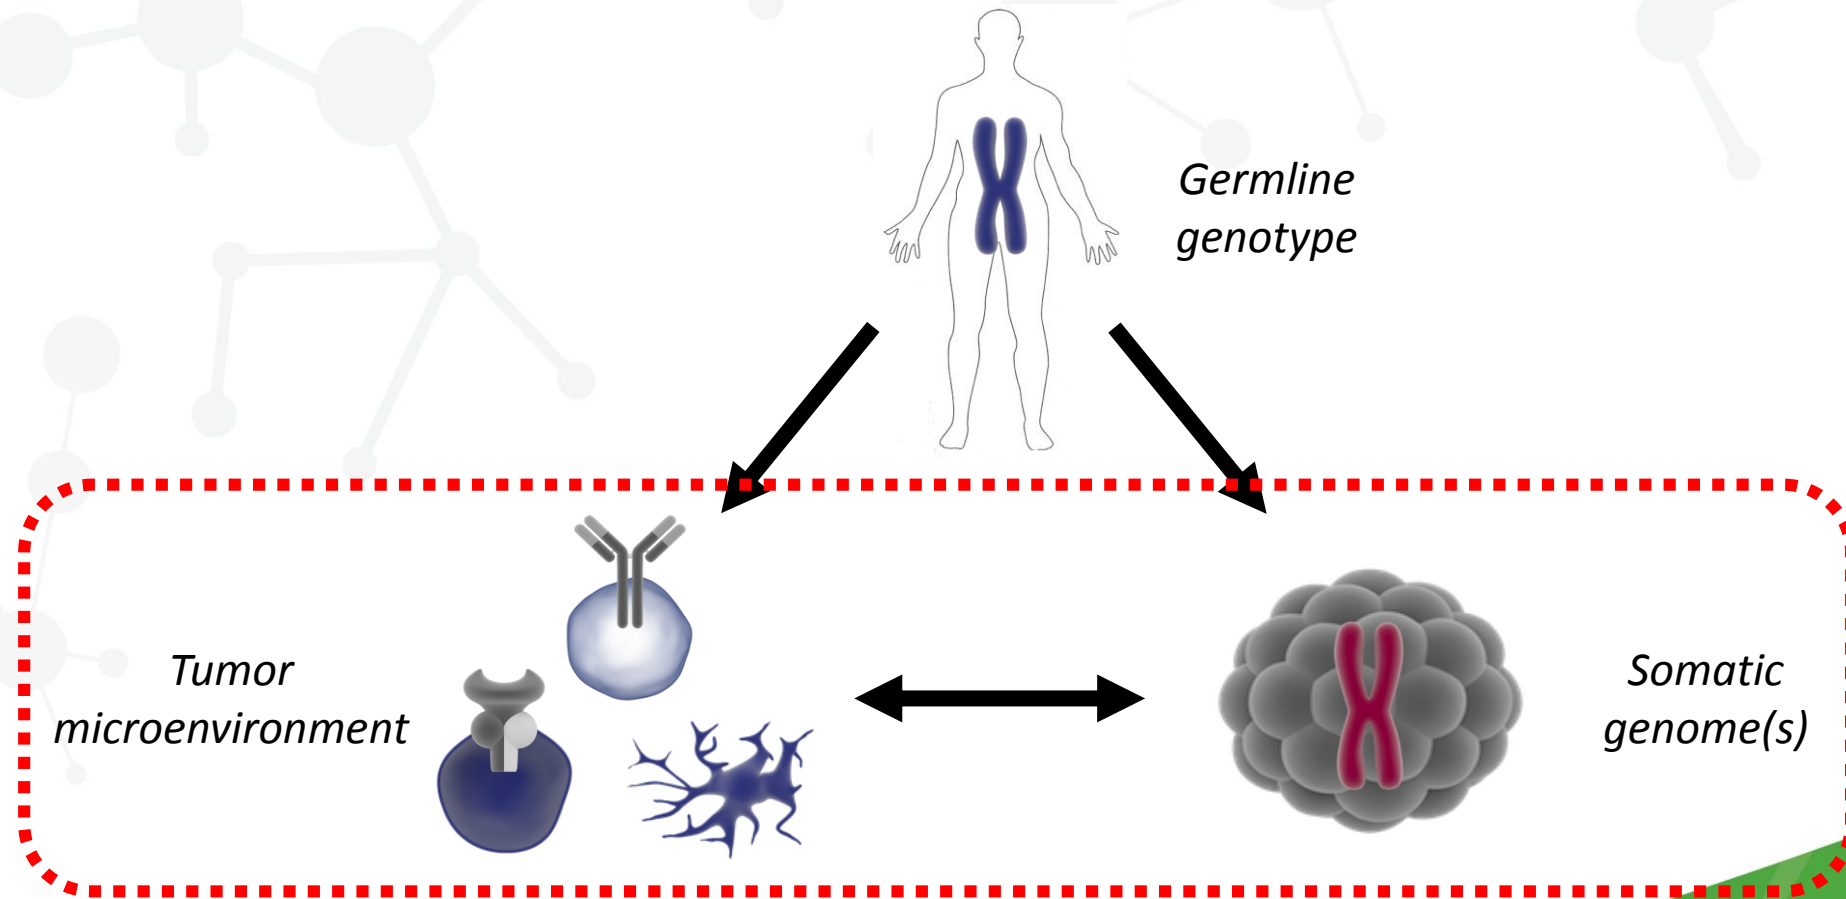 Germline
genotype
Tumor
microenvironment
Somatic
genome(s)